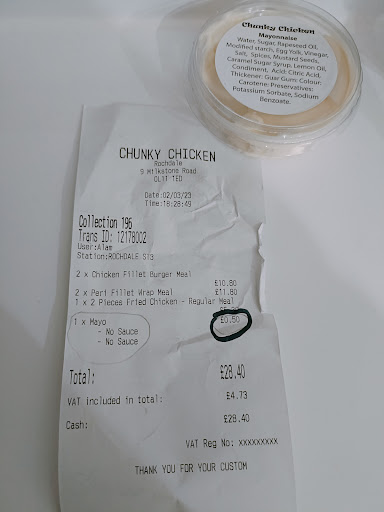 Chunky Chicken
Mayonnaise
Water, Sugar, Rapeseed Oil,
Modified starch, Egg Yolk, Vinegar,
Salt, Spices, Mustard Seeds,
Caramel Sugar Syrup, Lemon Oil,
Condiment, Acid: Citric Acid,
Thickener: Guar Gum: Colour:
Carotene: Preservatives:
Potassium Sorbate, Sodium
Benzoate.
CHUNKY CHICKEN
Rochdale
9 Milkstone Road
OL11 1ED
Date:02/03/23
Time:18:28:49
Collection 196
Trans ID: 12178002
User:Alam
Station:ROCHDALE ST3
2 x Chicken Fillet Burger Meal
£10.80
2 x Peri Fillet Wrap Meal £11.80
1 x 2 Pieces Fried Chicken - Regular Meal
1 x Mayo £0.50
- No Sauce
- No Sauce
Total: £28.40
VAT included in total: £4.73
Cash: £28.40
VAT Reg No: xxxxxxxxx
THANK YOU FOR YOUR CUSTOM